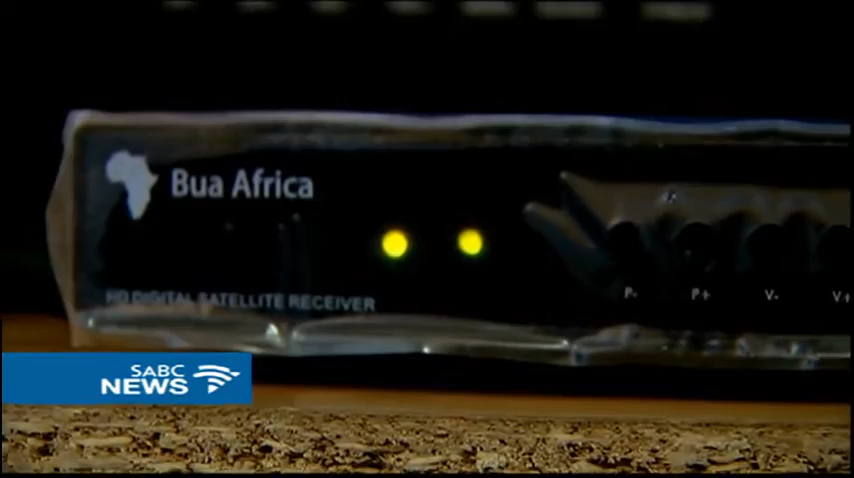 Bua Africa
HD DIGITAL SATELLITE RECEIVER
P- P+ V- V+
SABC
NEWS